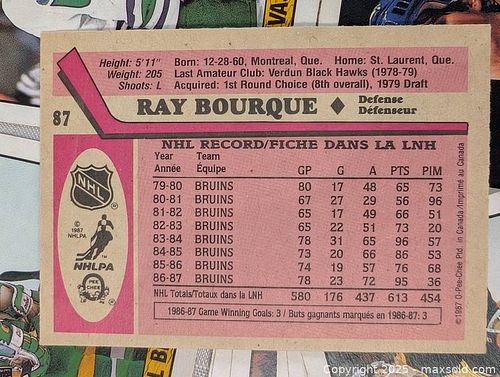 Height: 5'11" Born: 12-28-60, Montreal, Que. Home: St. Laurent, Que.
Weight: 205 Last Amateur Club: Verdun Black Hawks (1978-79)
Shoots: L Acquired: 1st Round Choice (8th overall), 1979 Draft
87
RAY BOURQUE ♦ Defense
Défenseur
NHL RECORD/FICHE DANS LA LNH
Year Team
Année Équipe GP G A PTS PIM
79-80 BRUINS 80 17 48 65 73
80-81 BRUINS 67 27 29 56 96
81-82 BRUINS 65 17 49 66 51
82-83 BRUINS 65 22 51 73 20
83-84 BRUINS 78 31 65 96 57
84-85 BRUINS 73 20 66 86 53
85-86 BRUINS 74 19 57 76 68
86-87 BRUINS 78 23 72 95 36
NHL Totals/Totaux dans la LNH 580 176 437 613 454
1986-87 Game Winning Goals: 3 / Buts gagnants marqués en 1986-87: 3
NHL
®
©
1987
NHLPA
NHLPA
O
PEE
CHEE
©1987 O-Pee-Chee Ltd. in Canada/Imprimé au Canada
Copyright 2025 - maxsold.com